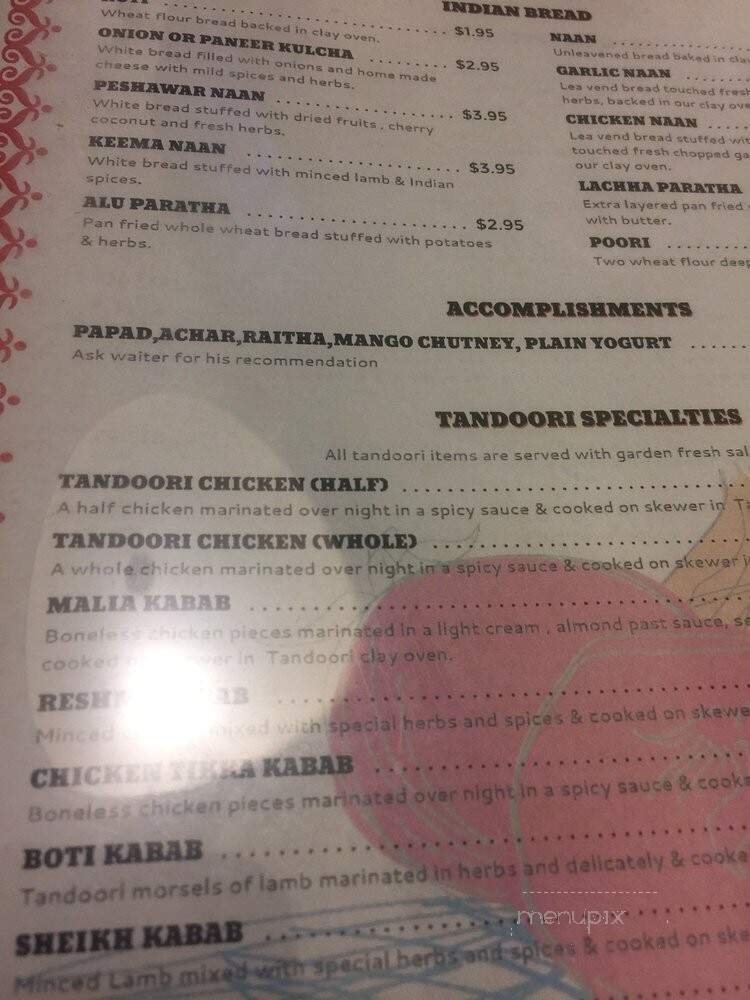 INDIAN BREAD
Wheat flour bread backed in clay oven.
$1.95
ONION OR PANEER KULCHA ........ $2.95
White bread filled with onions and home made
cheese with mild spices and herbs.
PESHAWAR NAAN .................... $3.95
White bread stuffed with dried fruits , cherry
coconut and fresh herbs.
KEEMA NAAN ........................ $3.95
White bread stuffed with minced lamb & Indian
spices.
ALU PARATHA ........................ $2.95
Pan fried whole wheat bread stuffed with potatoes
& herbs.
NAAN
Unleavened bread baked in
GARLIC NAAN
Lea vend bread touched
herbs, backed in our clay
CHICKEN NAAN
Lea vend bread stuffed
touched fresh chopped
our clay oven.
LACHHA PARATHA
Extra layered pan fried
with butter.
POORI
Two wheat flour
ACCOMPLISHMENTS
PAPAD,ACHAR,RAITHA,MANGO CHUTNEY, PLAIN YOGURT
Ask waiter for his recommendation
TANDOORI SPECIALTIES
All tandoori items are served with garden fresh
TANDOORI CHICKEN (HALF)
A half chicken marinated over night in a spicy sauce & cooked on skewer in
TANDOORI CHICKEN (WHOLE)
A whole chicken marinated over night in a spicy sauce & cooked on skewer
MALIA KABAB
Boneless chicken pieces marinated in a light cream , almond past sauce,
cooked in Tandoori clay oven.
Minced mixed with special herbs and spices & cooked on
CHICKEN TIKKA KABAB
Boneless chicken pieces marinated over night in a spicy sauce &
BOTI KABAB
Tandoori morsels of lamb marinated in herbs and delicately &
SHEIKH KABAB
Minced Lamb mixed with special herbs and spices & cooked on
menupix